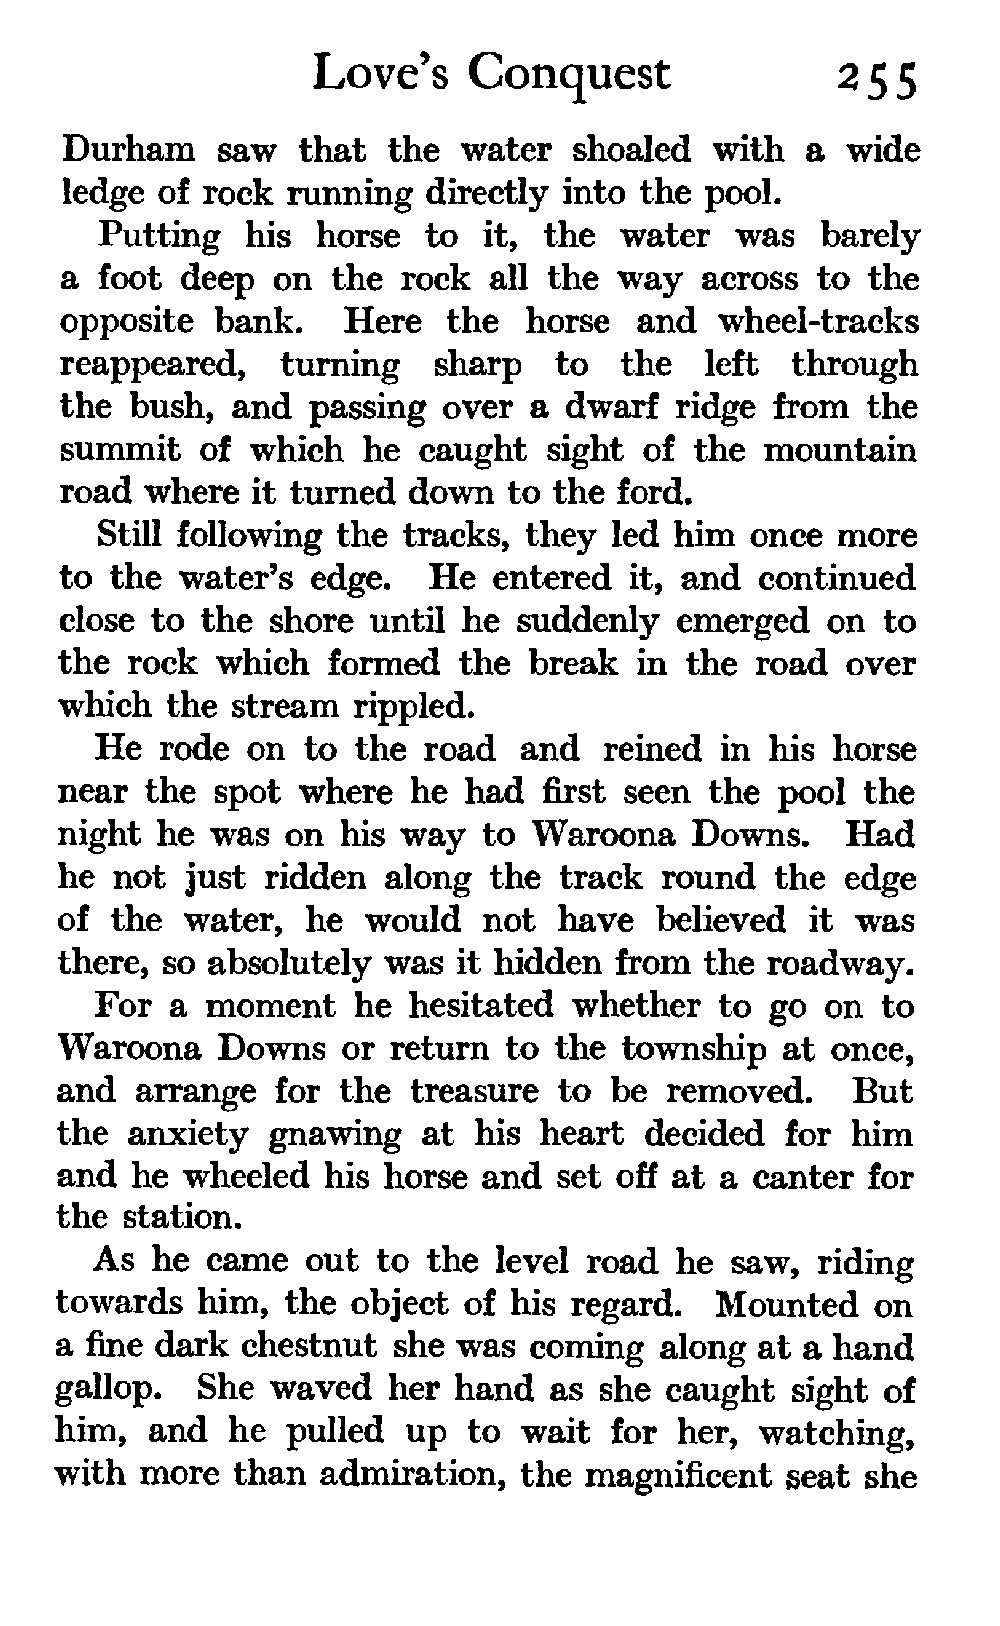 Love's Conquest 255
Durham saw that the water shoaled with a wide
ledge of rock running directly into the pool.
Putting his horse to it, the water was barely
a foot deep on the rock all the way across to the
opposite bank. Here the horse and wheel-tracks
reappeared, turning sharp to the left through
the bush, and passing over a dwarf ridge from the
summit of which he caught sight of the mountain
road where it turned down to the ford.
Still following the tracks, they led him once more
to the water's edge. He entered it, and continued
close to the shore until he suddenly emerged on to
the rock which formed the break in the road over
which the stream rippled.
He rode on to the road and reined in his horse
near the spot where he had first seen the pool the
night he was on his way to Waroona Downs. Had
he not just ridden along the track round the edge
of the water, he would not have believed it was
there, so absolutely was it hidden from the roadway.
For a moment he hesitated whether to go on to
Waroona Downs or return to the township at once,
and arrange for the treasure to be removed. But
the anxiety gnawing at his heart decided for him
and he wheeled his horse and set off at a canter for
the station.
As he came out to the level road he saw, riding
towards him, the object of his regard. Mounted on
a fine dark chestnut she was coming along at a hand
gallop. She waved her hand as she caught sight of
him, and he pulled up to wait for her, watching,
with more than admiration, the magnificent seat she